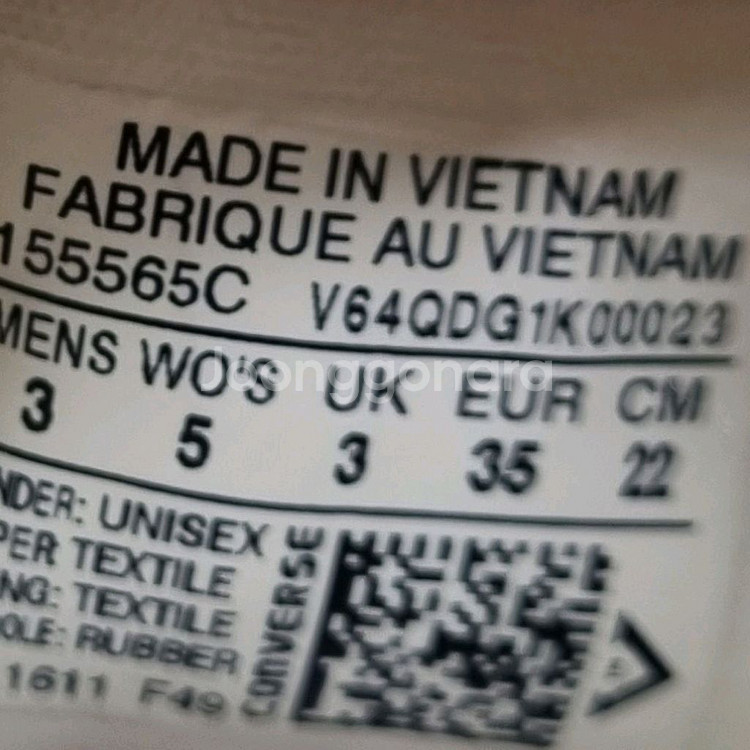 MADE IN VIETNAM
FABRIQUE AU VIETNAM
155565C V64QDG1K00023
MENS WO'S UK EUR CM
3 5 3 35 22
NDER: UNISEX
PER TEXTILE
NG: TEXTILE
OLE: RUBBER
1611 F49
CONVERSE
Joonggonara